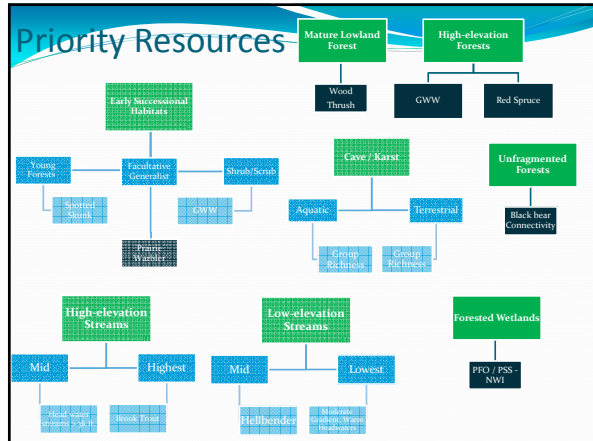 Priority Resources
Mature Lowland
Forest
Wood
Thrush
High-elevation
Forests
GWW
Red Spruce
Early Successional
Habitats
Young
Forests
Facultative
Generalist
Shrub/Scrub
Spotted
Skunk
GWW
Prairie
Warbler
Cave / Karst
Aquatic
Terrestrial
Group
Richness
Group
Richness
Unfragmented
Forests
Black bear
Connectivity
High-elevation
Streams
Mid
Highest
Head water
streams >
Brook Trout
Low-elevation
Streams
Mid
Lowest
Hellbender
Moderate
Gradient, Warm
Headwaters
Forested Wetlands
PFO / PSS -
NWI